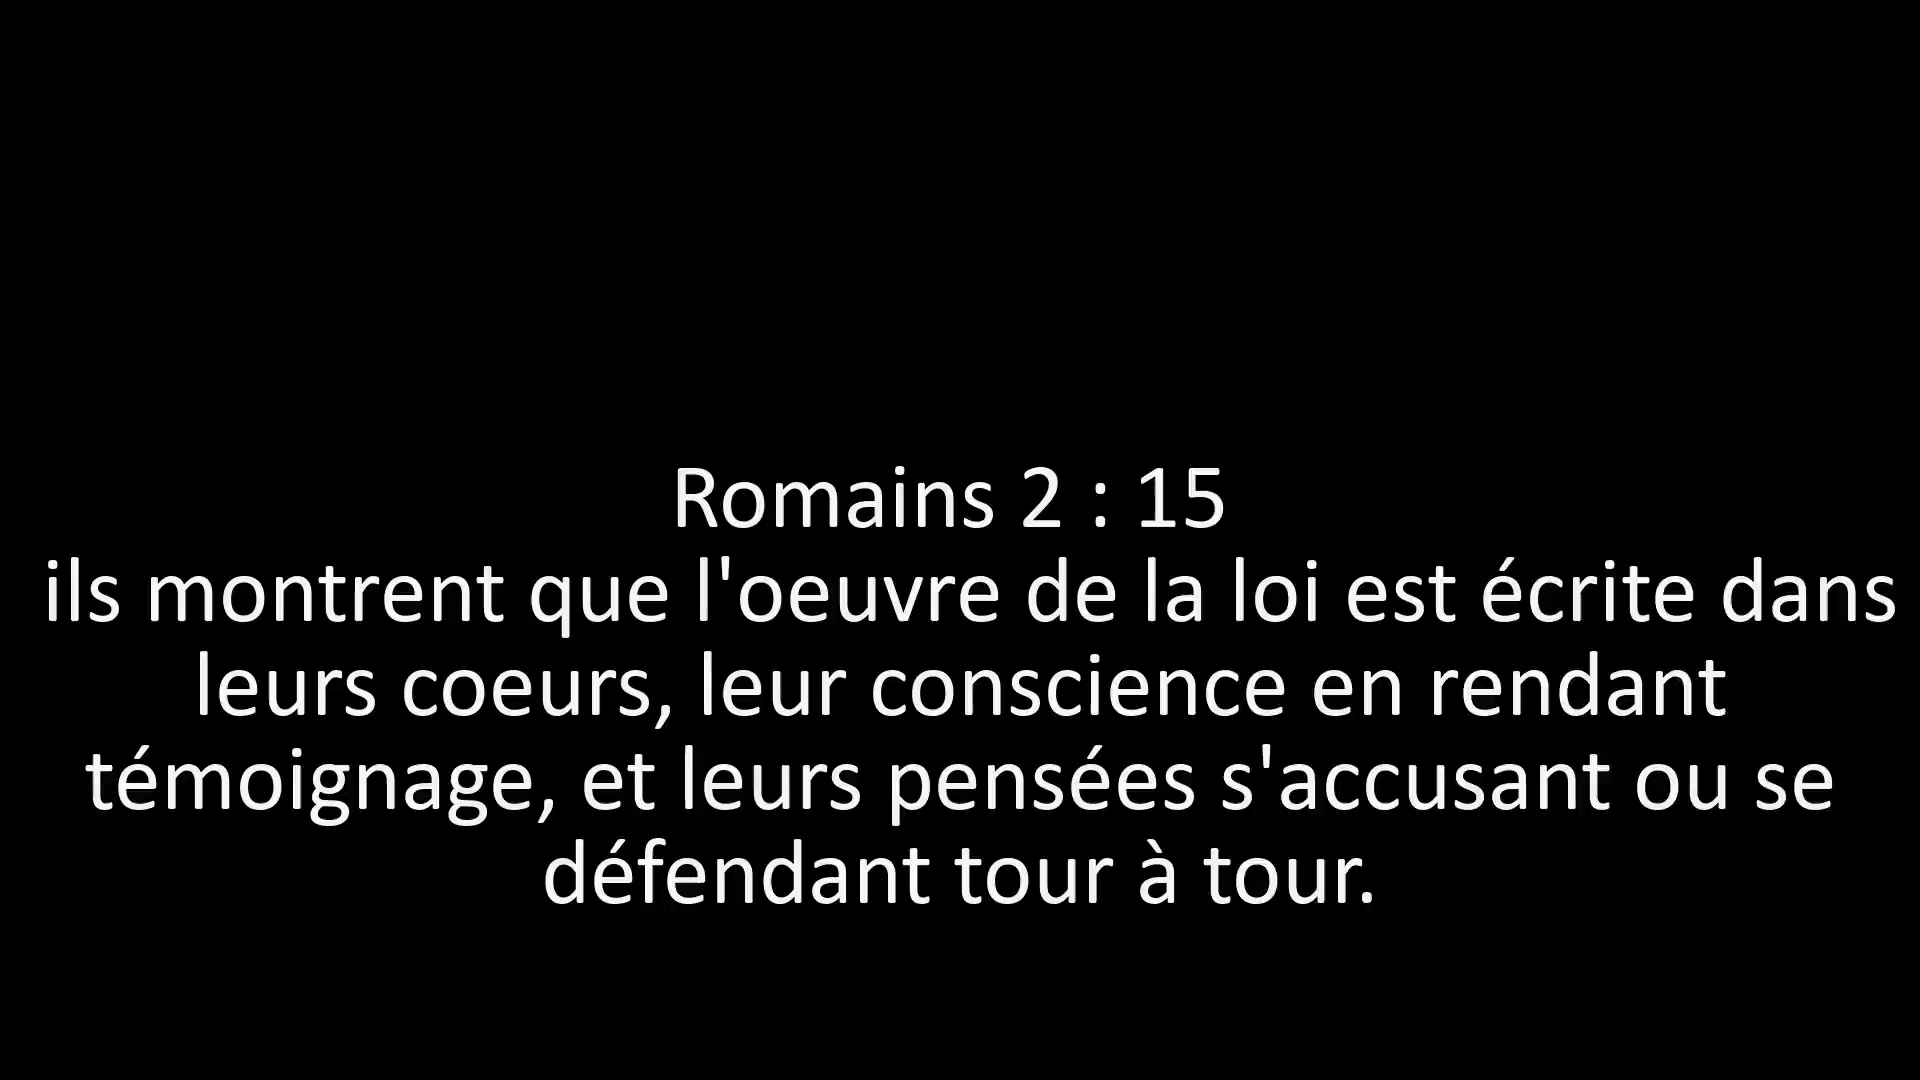 Romains 2 : 15
ils montrent que l'oeuvre de la loi est écrite dans
leurs coeurs, leur conscience en rendant
témoignage, et leurs pensées s'accusant ou se
défendant tour à tour.